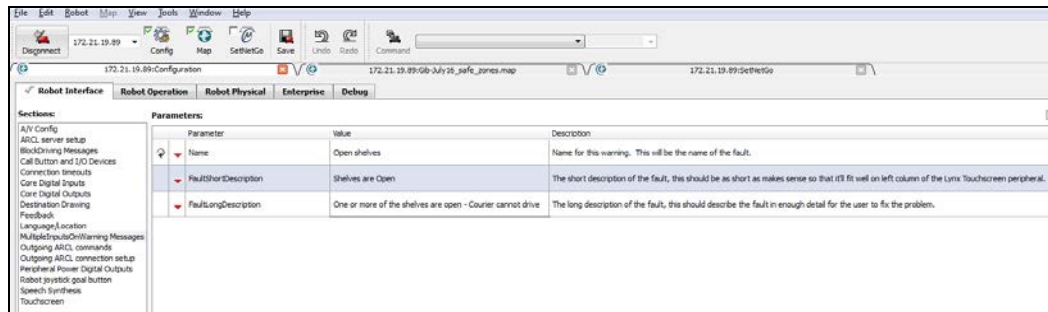 File Edit Robot Map View Tools Window Help
Disconnect 172.21.19.89 Config Map SetNetGo Save Undo Redo Command
172.21.19.89:Configuration 172.21.19.89:Gb-July16_safe_zones.map 172.21.19.89:SetNetGo
Robot Interface Robot Operation Robot Physical Enterprise Debug
Sections: Parameters:
A/V Config
ARCL server setup
BlockDriving Messages
Call Button and I/O Devices
Connection timeouts
Core Digital Inputs
Core Digital Outputs
Destination Drawing
Feedback
Language/Location
MultipleInputsOnWarning Messages
Outgoing ARCL commands
Outgoing ARCL connection setup
Peripheral Power Digital Outputs
Robot joystick goal button
Speech Synthesis
Touchscreen
Parameter Value Description
Name Open shelves Name for this warning. This will be the name of the fault.
FaultShortDescription Shelves are Open The short description of the fault, this should be as short as makes sense so that it'll fit well on left column of the Lynx Touchscreen peripheral.
FaultLongDescription One or more of the shelves are open - Courier cannot drive The long description of the fault, this should describe the fault in enough detail for the user to fix the problem.